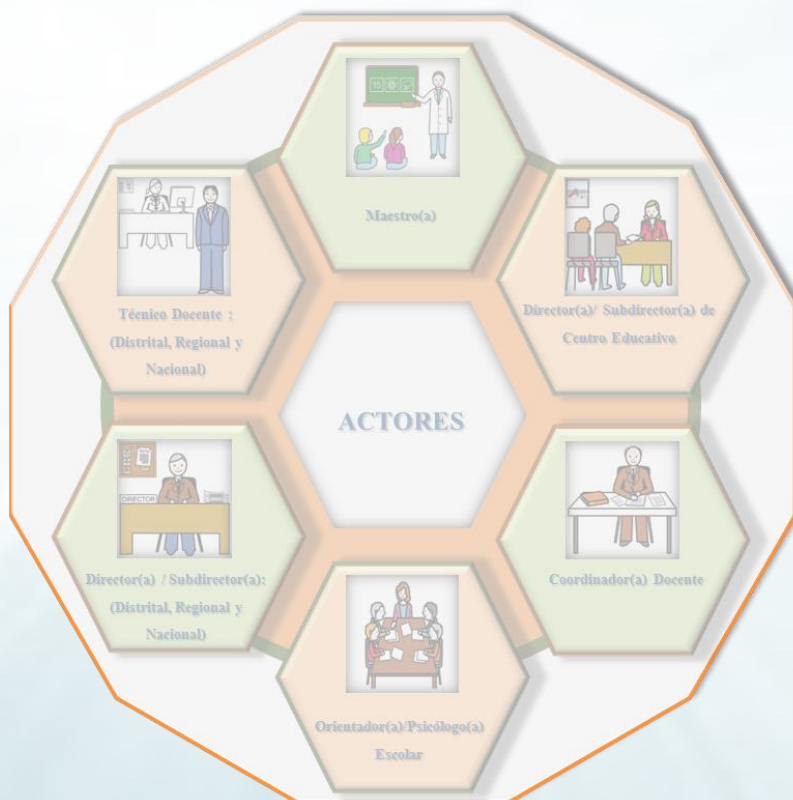 Maestro(a)
Director(a)/ Subdirector(a) de
Centro Educativo
Coordinador(a) Docente
Orientador(a)/Psicólogo(a)
Escolar
DIRECTOR
Director(a) / Subdirector(a):
(Distrital, Regional y
Nacional)
Técnico Docente :
(Distrital, Regional y
Nacional)
ACTORES